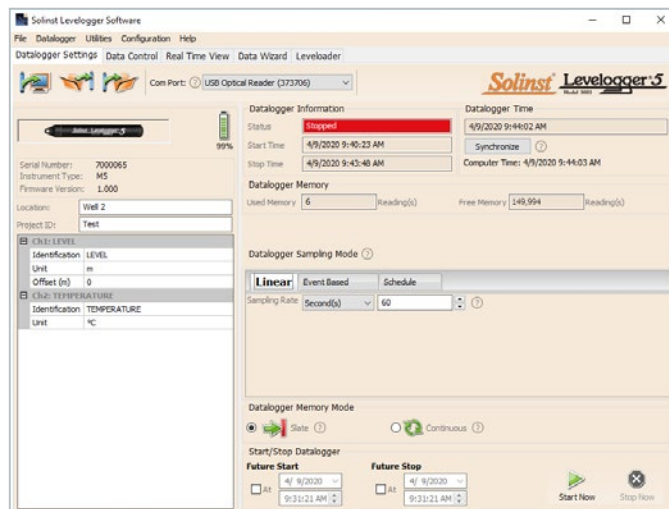 Solinst Levelogger Software
File Datalogger Utilities Configuration Help
Datalogger Settings Data Control Real Time View Data Wizard Leveloader
Com Port: USB Optical Reader (373706)
Solinst Levelogger 5
Solinst Levelogger 5
99%
Serial Number: 7000065
Instrument Type: M5
Firmware Version: 1.000
Location: Well 2
Project ID: Test
Ch1: LEVEL
Identification LEVEL
Unit m
Offset (m) 0
Ch2: TEMPERATURE
Identification TEMPERATURE
Unit °C
Datalogger Information
Status Stopped
Start Time 4/9/2020 9:40:23 AM
Stop Time 4/9/2020 9:43:48 AM
Datalogger Time
4/9/2020 9:44:02 AM
Synchronize
Computer Time: 4/9/2020 9:44:03 AM
Datalogger Memory
Used Memory 6 Reading(s) Free Memory 149,994 Reading(s)
Datalogger Sampling Mode
Linear Event Based Schedule
Sampling Rate Second(s) 60
Datalogger Memory Mode
Slate Continuous
Start/Stop Datalogger
Future Start Future Stop
At 4/ 9/2020 At 4/ 9/2020
9:31:21 AM 9:31:21 AM
Start Now Stop Now